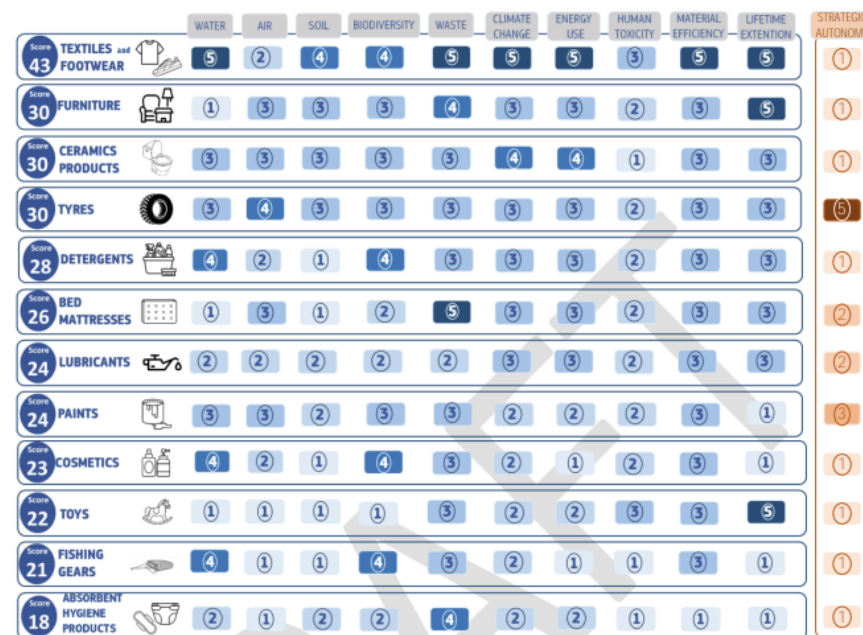 WATER AIR SOIL BIODIVERSITY WASTE CLIMATE CHANGE ENERGY USE HUMAN TOXICITY MATERIAL EFFICIENCY LIFETIME EXTENTION STRATEGIC AUTONOM
Score 43 TEXTILES and FOOTWEAR 5 2 4 4 5 5 5 3 5 5 1
Score 30 FURNITURE 1 3 3 3 4 3 3 2 3 5 1
Score 30 CERAMICS PRODUCTS 3 3 3 3 3 4 4 1 3 3 1
Score 30 TYRES 3 4 3 3 3 3 3 2 3 3 5
Score 28 DETERGENTS 4 2 1 4 3 3 3 2 3 3 1
Score 26 BED MATTRESSES 1 3 1 2 5 3 3 2 3 3 2
Score 24 LUBRICANTS 2 2 2 2 2 3 3 2 3 3 2
Score 24 PAINTS 3 3 2 3 3 2 2 2 3 1 3
Score 23 COSMETICS 4 2 1 4 3 2 1 2 3 1 1
Score 22 TOYS 1 1 1 1 3 2 2 3 3 5 1
Score 21 FISHING GEARS 4 1 1 4 3 2 1 1 3 1 1
Score 18 ABSORBENT HYGIENE PRODUCTS 2 1 2 2 4 2 2 1 1 1 1
DRAFT